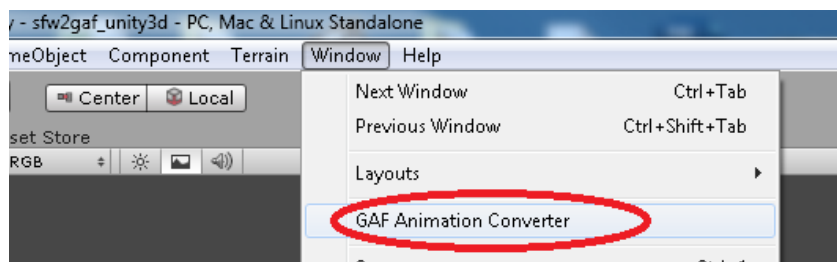 - sfw2gaf_unity3d - PC, Mac & Linux Standalone
meObject Component Terrain Window Help
Center Local
set Store
RGB
Next Window Ctrl+Tab
Previous Window Ctrl+Shift+Tab
Layouts
GAF Animation Converter